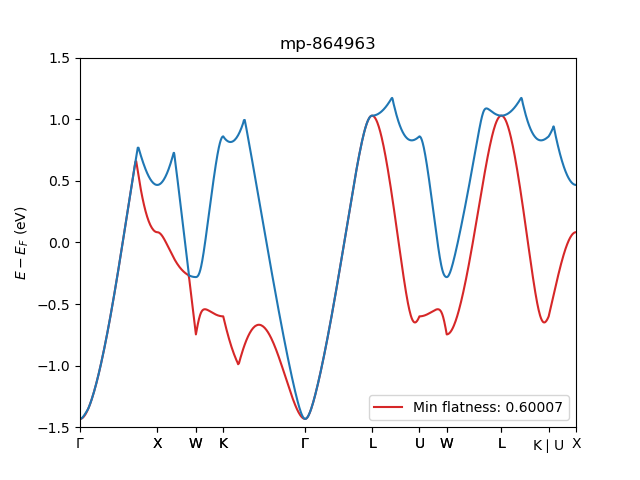 mp-864963
E − E_F (eV)
1.5
1.0
0.5
0.0
−0.5
−1.0
−1.5
Min flatness: 0.60007
Γ X W K Γ L U W L K | U X